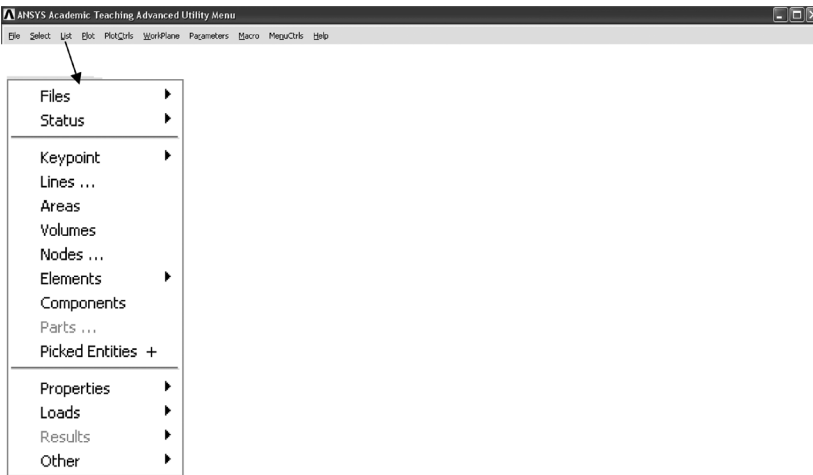 ANSYS Academic Teaching Advanced Utility Menu
File Select List Plot PlotCtrls WorkPlane Parameters Macro MenuCtrls Help
Files
Status
Keypoint
Lines ...
Areas
Volumes
Nodes ...
Elements
Components
Parts ...
Picked Entities +
Properties
Loads
Results
Other